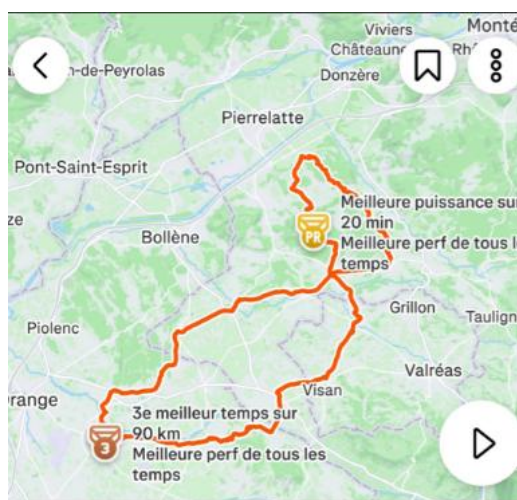 Viviers
Monté
Châteaune
Rh
n-de-Peyrolas
Donzère
Pierrelatte
Pont-Saint-Esprit
Meilleure puissance su
20 min
PR
Meilleure perf de tous l
temps
ze
Bollène
Grillon
Taulign
Piolenc
Valréas
Visan
range
3e meilleur temps sur
90 km
3
Meilleure perf de tous les
temps